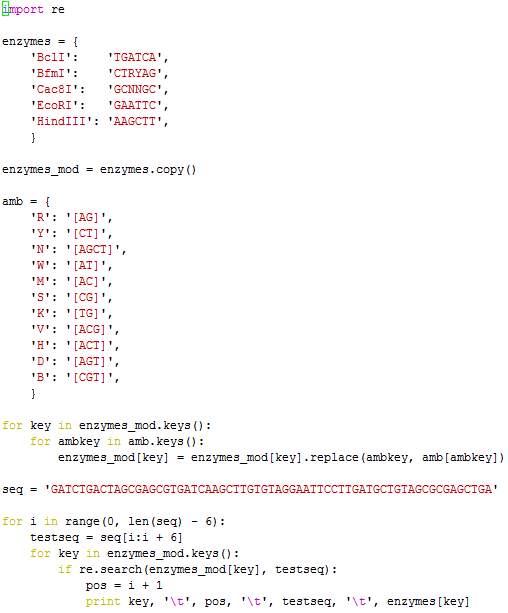 import re

enzymes = {
    'BclI':    'TGATCA',
    'BfmI':    'CTRYAG',
    'Cac8I':   'GCNNGC',
    'EcoRI':   'GAATTC',
    'HindIII': 'AAGCTT',
    }

enzymes_mod = enzymes.copy()

amb = {
    'R': '[AG]',
    'Y': '[CT]',
    'N': '[AGCT]',
    'W': '[AT]',
    'M': '[AC]',
    'S': '[CG]',
    'K': '[TG]',
    'V': '[ACG]',
    'H': '[ACT]',
    'D': '[AGT]',
    'B': '[CGT]',
    }

for key in enzymes_mod.keys():
    for ambkey in amb.keys():
        enzymes_mod[key] = enzymes_mod[key].replace(ambkey, amb[ambkey])

seq = 'GATCTGACTAGCGAGCGTGATCAAGCTTGTGTAGGAATTCCTTGATGCTGTAGCGCGAGCTGA'

for i in range(0, len(seq) - 6):
    testseq = seq[i:i + 6]
    for key in enzymes_mod.keys():
        if re.search(enzymes_mod[key], testseq):
            pos = i + 1
            print key, '\t', pos, '\t', testseq, '\t', enzymes[key]